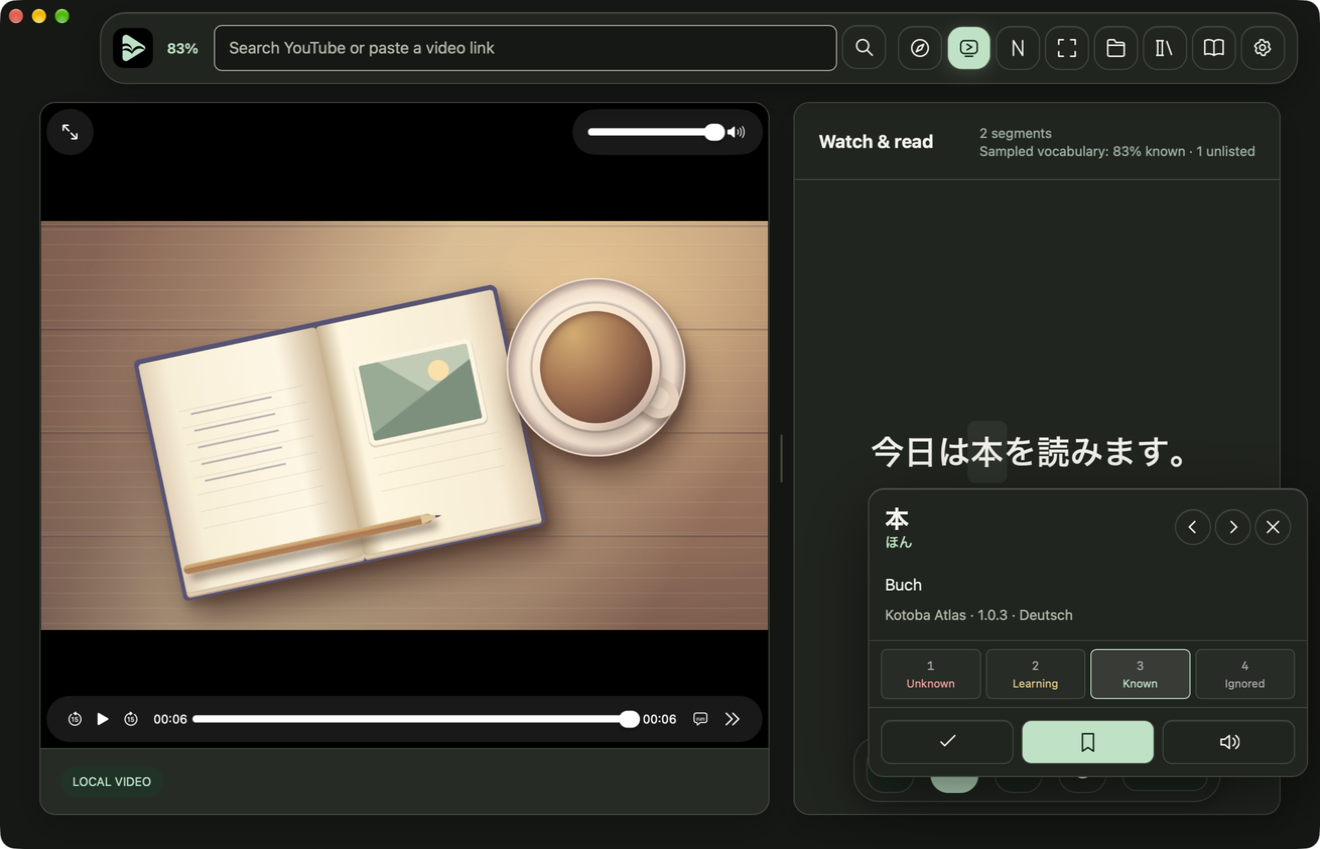 83%
Search YouTube or paste a video link
N
Watch & read
2 segments
Sampled vocabulary: 83% known · 1 unlisted
今日は本を読みます。
本
ほん
Buch
Kotoba Atlas · 1.0.3 · Deutsch
1
Unknown
2
Learning
3
Known
4
Ignored
15
15
00:06
00:06
LOCAL VIDEO